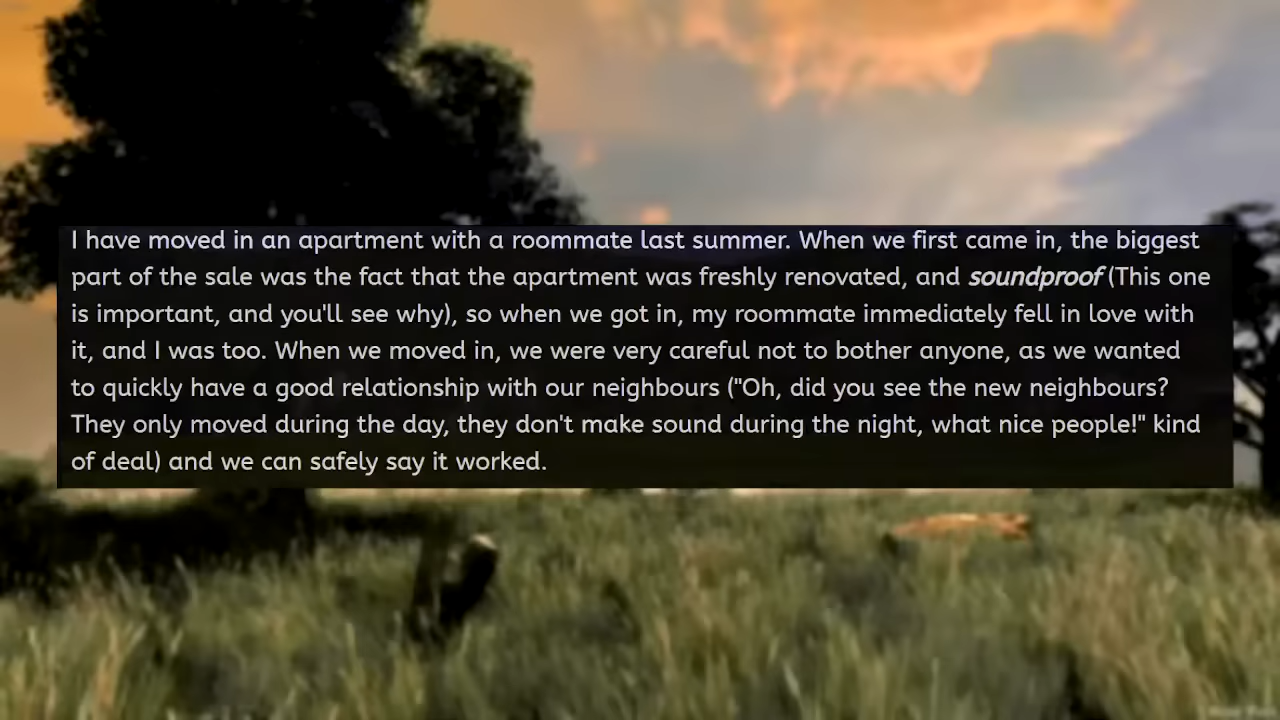 I have moved in an apartment with a roommate last summer. When we first came in, the biggest
part of the sale was the fact that the apartment was freshly renovated, and soundproof (This one
is important, and you'll see why), so when we got in, my roommate immediately fell in love with
it, and I was too. When we moved in, we were very careful not to bother anyone, as we wanted
to quickly have a good relationship with our neighbours ("Oh, did you see the new neighbours?
They only moved during the day, they don't make sound during the night, what nice people!" kind
of deal) and we can safely say it worked.